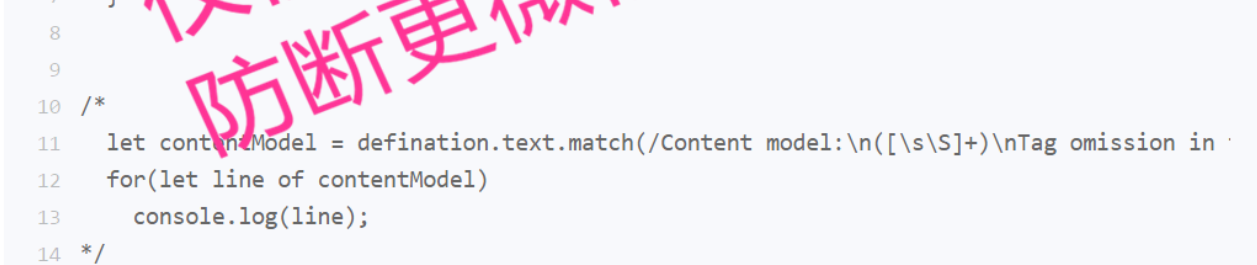 8
9
防断更微
10 /*
11 let contentModel = defination.text.match(/Content model:\n([\s\S]+)\nTag omission in
12 for(let line of contentModel)
13 console.log(line);
14 */